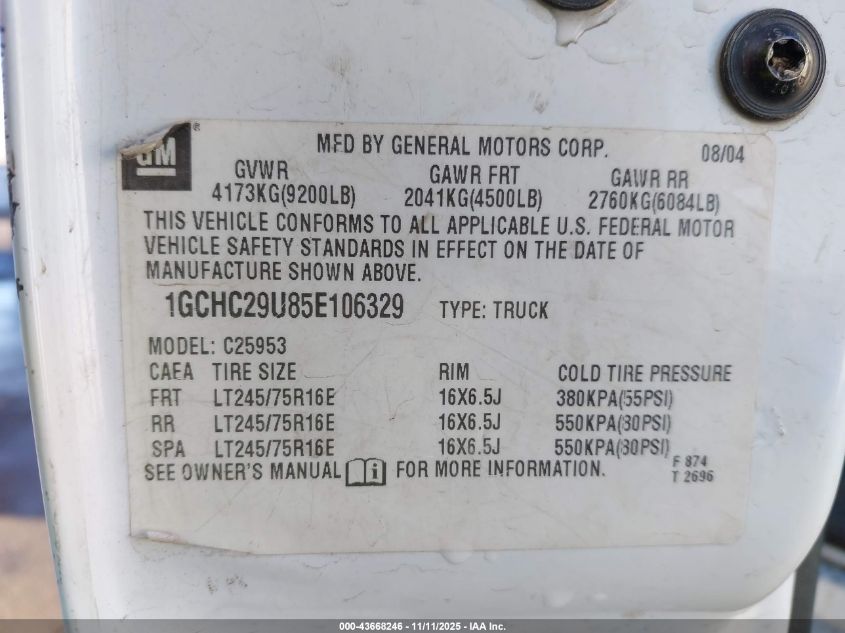 GM®
MFD BY GENERAL MOTORS CORP. 08/04
GVWR GAWR FRT GAWR RR
4173KG(9200LB) 2041KG(4500LB) 2760KG(6084LB)
THIS VEHICLE CONFORMS TO ALL APPLICABLE U.S. FEDERAL MOTOR
VEHICLE SAFETY STANDARDS IN EFFECT ON THE DATE OF
MANUFACTURE SHOWN ABOVE.
1GCHC29U85E106329 TYPE: TRUCK
MODEL: C25953
CAEA TIRE SIZE RIM COLD TIRE PRESSURE
FRT LT245/75R16E 16X6.5J 380KPA(55PSI)
RR LT245/75R16E 16X6.5J 550KPA(80PSI)
SPA LT245/75R16E 16X6.5J 550KPA(80PSI)
SEE OWNER'S MANUAL FOR MORE INFORMATION.
F 874
T 2696
000-43668246 - 11/11/2025 - IAA Inc.